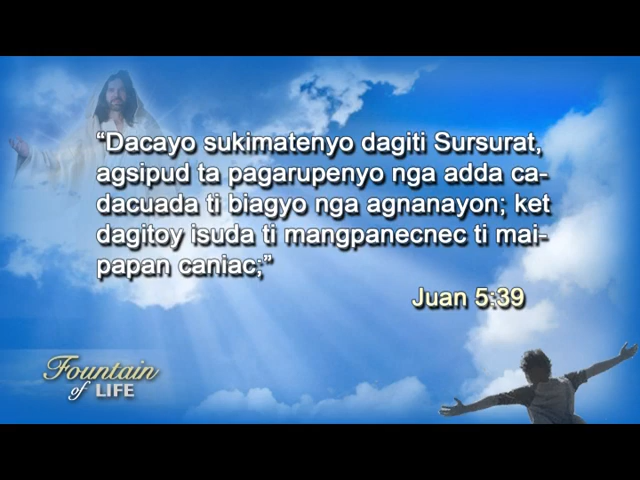 “Dacayo sukimatenyo dagiti Sursurat,
agsipud ta pagarupenyo nga adda ca-
dacuada ti biagyo nga agnanayon; ket
dagitoy isuda ti mangpanecnec ti mai-
papan caniac;”
Juan 5:39
Fountain
of LIFE